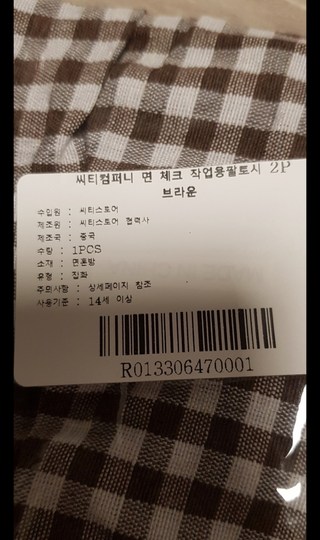 씨티컴퍼니 면 체크 작업용팔토시 2P
브라운
수입원 : 씨티스토어
제조원 : 씨티스토어 협력사
제조국 : 중국
수량 : 1PCS
소재 : 면혼방
유형 : 잡화
주의사항 : 상세페이지 참조
사용기준 : 14세 이상
R013306470001